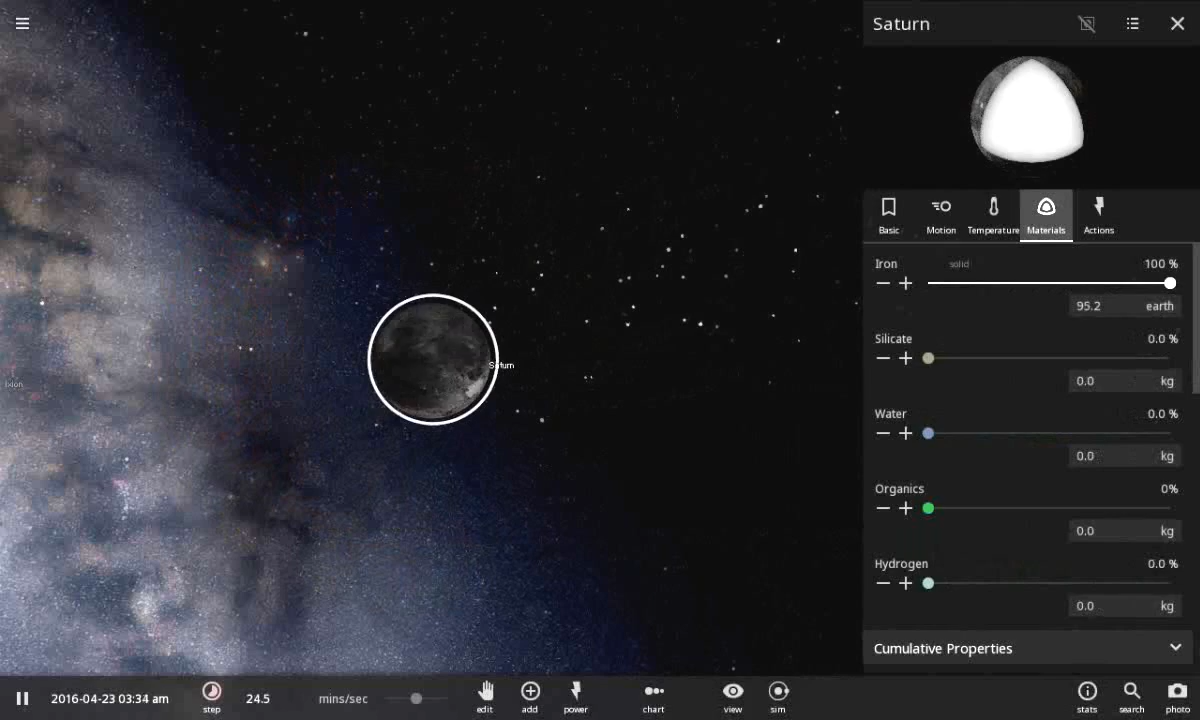 Saturn
Basic Motion Temperature Materials Actions
Iron solid 100 %
95.2 earth
Silicate 0.0 %
0.0 kg
Water 0.0 %
0.0 kg
Organics 0%
0.0 kg
Hydrogen 0.0 %
0.0 kg
Cumulative Properties
Saturn
Ixion
2016-04-23 03:34 am step 24.5 mins/sec edit add power chart view sim stats search photo